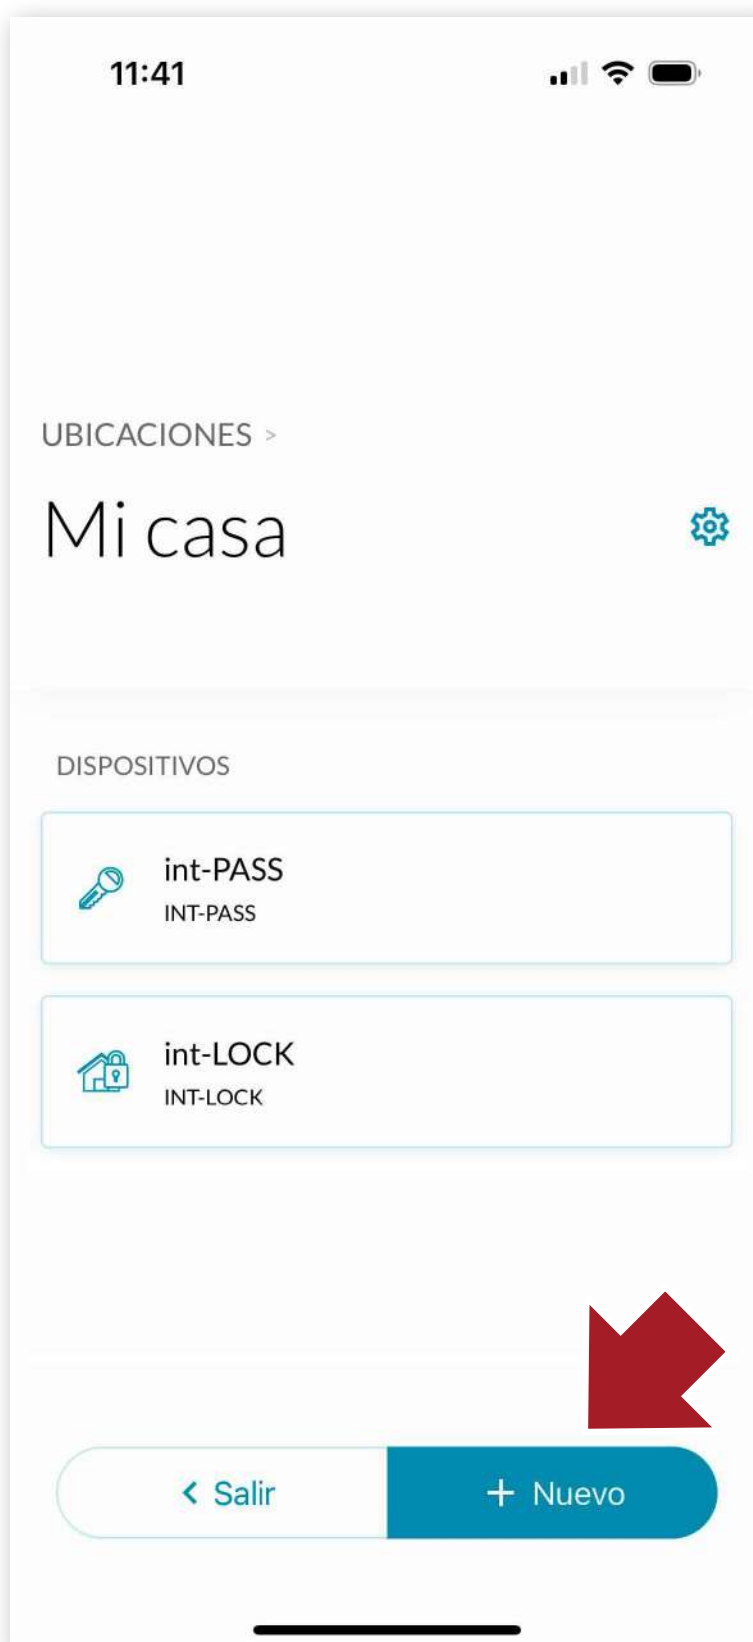 11:41
UBICACIONES >
Mi casa
DISPOSITIVOS
int-PASS
INT-PASS
int-LOCK
INT-LOCK
< Salir
+ Nuevo